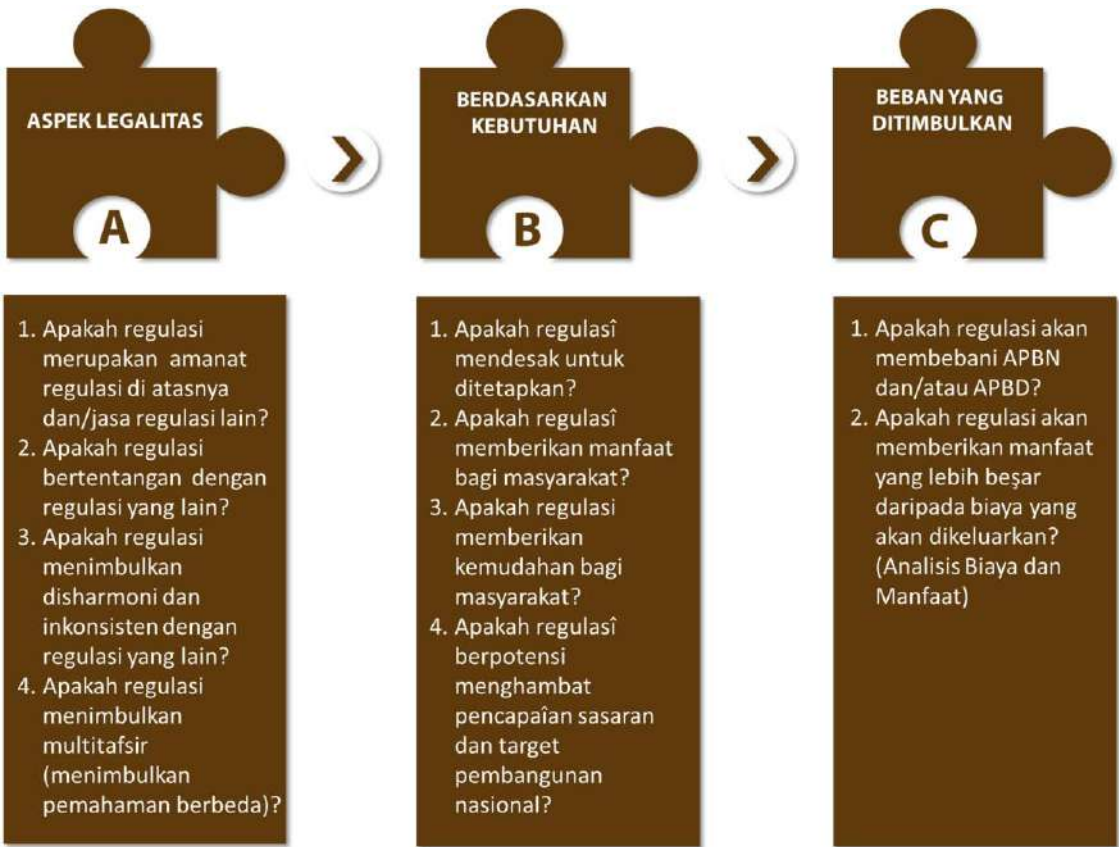 ASPEK LEGALITAS
A
BERDASARKAN
KEBUTUHAN
B
BEBAN YANG
DITIMBULKAN
C
1. Apakah regulasi
merupakan amanat
regulasi di atasnya
dan/jasa regulasi lain?
2. Apakah regulasi
bertentangan dengan
regulasi yang lain?
3. Apakah regulasi
menimbulkan
disharmoni dan
inkonsisten dengan
regulasi yang lain?
4. Apakah regulasi
menimbulkan
multitafsir
(menimbulkan
pemahaman berbeda)?
1. Apakah regulasî
mendesak untuk
ditetapkan?
2. Apakah regulasî
memberikan manfaat
bagi masyarakat?
3. Apakah regulasi
memberikan
kemudahan bagi
masyarakat?
4. Apakah regulasî
berpotensi
menghambat
pencapaîan sasaran
dan target
pembangunan
nasional?
1. Apakah regulasi akan
membebani APBN
dan/atau APBD?
2. Apakah regulasi akan
memberikan manfaat
yang lebih beşar
daripada biaya yang
akan dikeluarkan?
(Analisis Biaya dan
Manfaat)